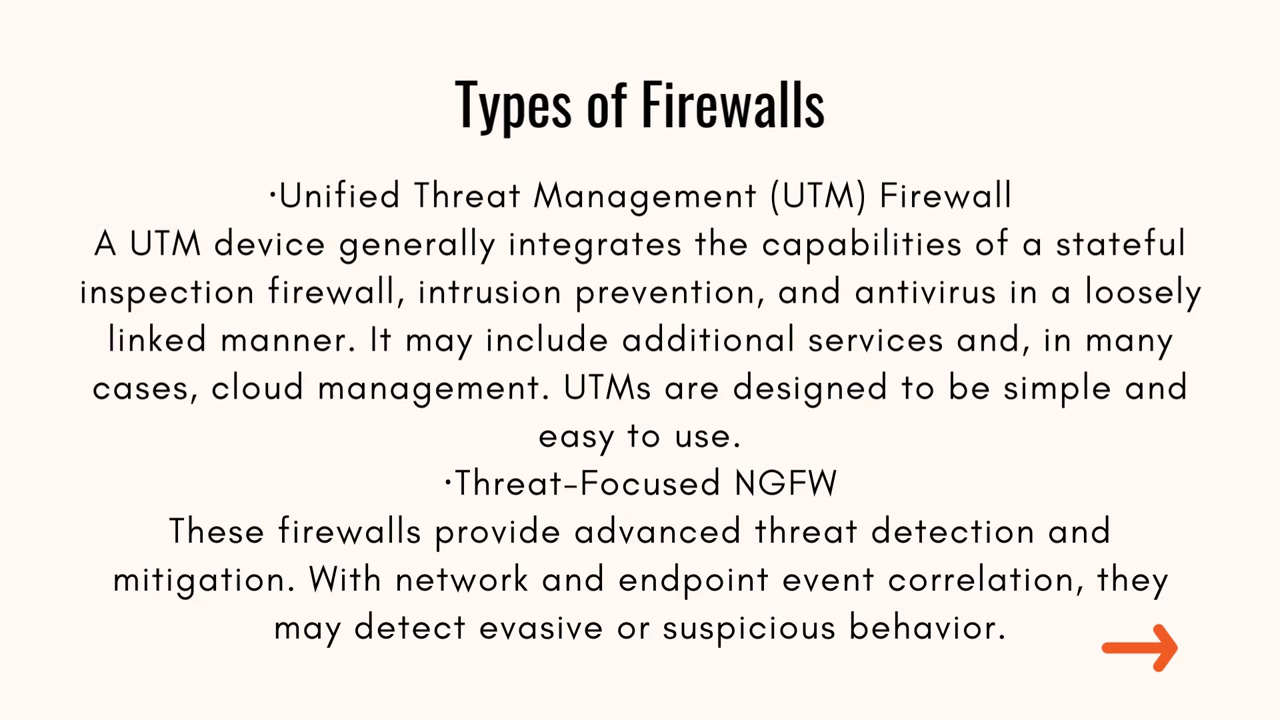 Types of Firewalls
·Unified Threat Management (UTM) Firewall
A UTM device generally integrates the capabilities of a stateful
inspection firewall, intrusion prevention, and antivirus in a loosely
linked manner. It may include additional services and, in many
cases, cloud management. UTMs are designed to be simple and
easy to use.
·Threat-Focused NGFW
These firewalls provide advanced threat detection and
mitigation. With network and endpoint event correlation, they
may detect evasive or suspicious behavior.